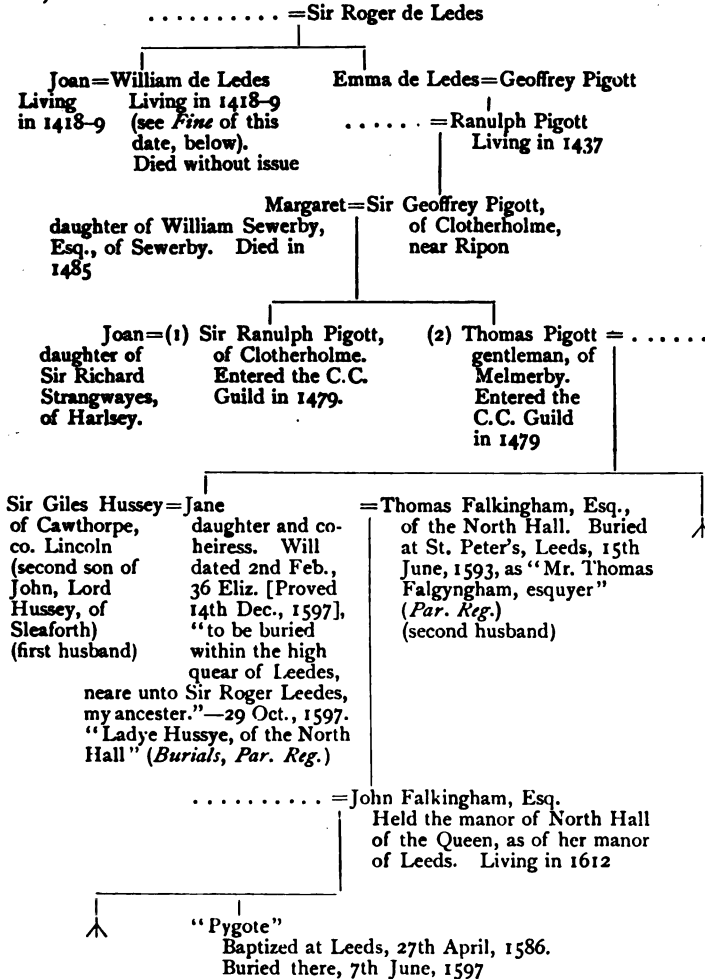 . . . . . . . . . . =Sir Roger de Ledes
Joan=William de Ledes
Living
in 1418-9
Living in 1418-9
(see Fine of this
date, below).
Died without issue
Emma de Ledes=Geoffrey Pigott
. . . . . . =Ranulph Pigott
Living in 1437
Margaret=Sir Geoffrey Pigott,
daughter of William Sewerby,
Esq., of Sewerby. Died in
1485
of Clotherholme,
near Ripon
Joan=(1) Sir Ranulph Pigott,
daughter of
Sir Richard
Strangwayes,
of Harlsey.
of Clotherholme.
Entered the C.C.
Guild in 1479.
(2) Thomas Pigott = . . . . . .
gentleman, of
Melmerby.
Entered the
C.C. Guild
in 1479
Sir Giles Hussey=Jane
of Cawthorpe,
co. Lincoln
(second son of
John, Lord
Hussey, of
Sleaforth)
(first husband)
daughter and co-
heiress. Will
dated 2nd Feb.,
36 Eliz. [Proved
14th Dec., 1597],
"to be buried
within the high
quear of Leedes,
neare unto Sir Roger Leedes,
my ancester."—29 Oct., 1597.
"Ladye Hussye, of the North
Hall" (Burials, Par. Reg.)
=Thomas Falkingham, Esq.,
of the North Hall. Buried
at St. Peter's, Leeds, 15th
June, 1593, as "Mr. Thomas
Falgyngham, esquyer"
(Par. Reg.)
(second husband)
. . . . . . . . . . =John Falkingham, Esq.
Held the manor of North Hall
of the Queen, as of her manor
of Leeds. Living in 1612
"Pygote"
Baptized at Leeds, 27th April, 1586.
Buried there, 7th June, 1597